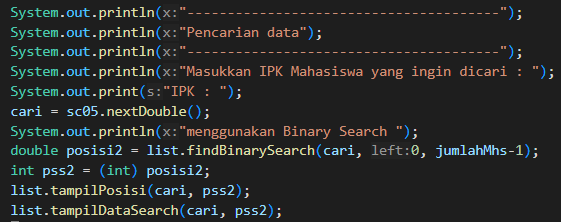 System.out.println(x:"---------------------------------------");
System.out.println(x:"Pencarian data");
System.out.println(x:"---------------------------------------");
System.out.println(x:"Masukkan IPK Mahasiswa yang ingin dicari : ");
System.out.print(s:"IPK : ");
cari = sc05.nextDouble();
System.out.println(x:"menggunakan Binary Search ");
double posisi2 = list.findBinarySearch(cari, left:0, jumlahMhs-1);
int pss2 = (int) posisi2;
list.tampilPosisi(cari, pss2);
list.tampilDataSearch(cari, pss2);